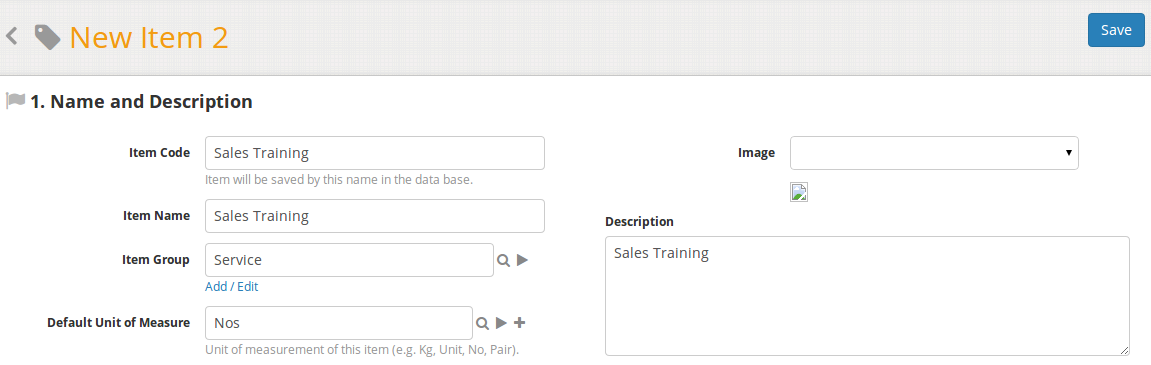 New Item 2
Save
1. Name and Description
Item Code
Sales Training
Item will be saved by this name in the data base.
Item Name
Sales Training
Item Group
Service
Add / Edit
Default Unit of Measure
Nos
Unit of measurement of this item (e.g. Kg, Unit, No, Pair).
Image
Description
Sales Training